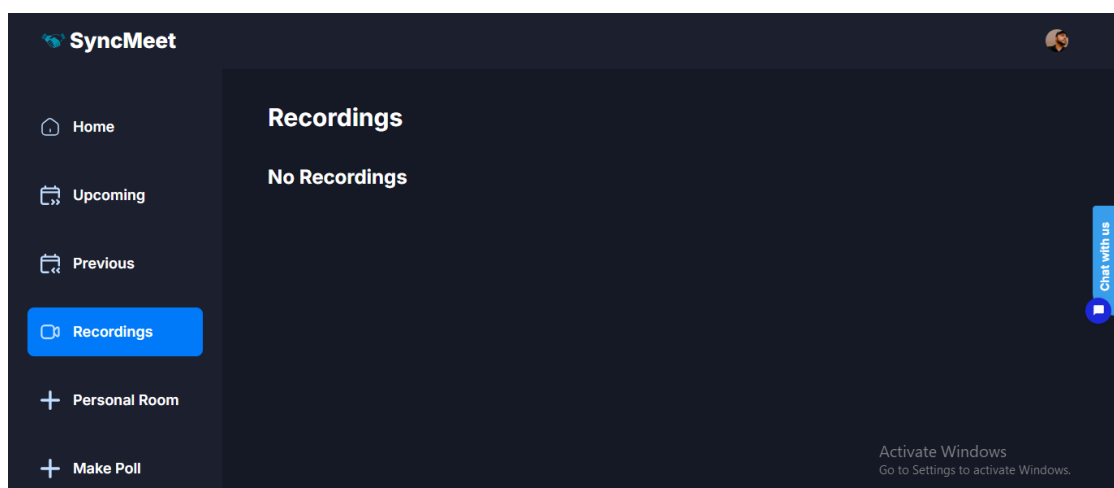 SyncMeet
Home
Upcoming
Previous
Recordings
Personal Room
Make Poll
Recordings
No Recordings
Chat with us
Activate Windows
Go to Settings to activate Windows.